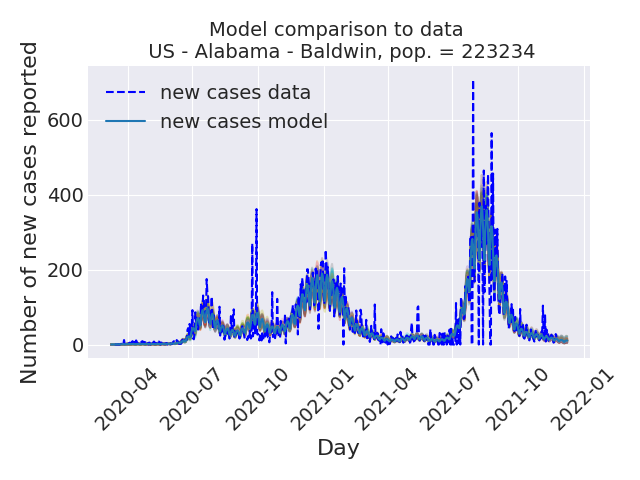 Model comparison to data
US - Alabama - Baldwin, pop. = 223234
Number of new cases reported
600
400
200
0
new cases data
new cases model
2020-04
2020-07
2020-10
2021-01
2021-04
2021-07
2021-10
2022-01
Day